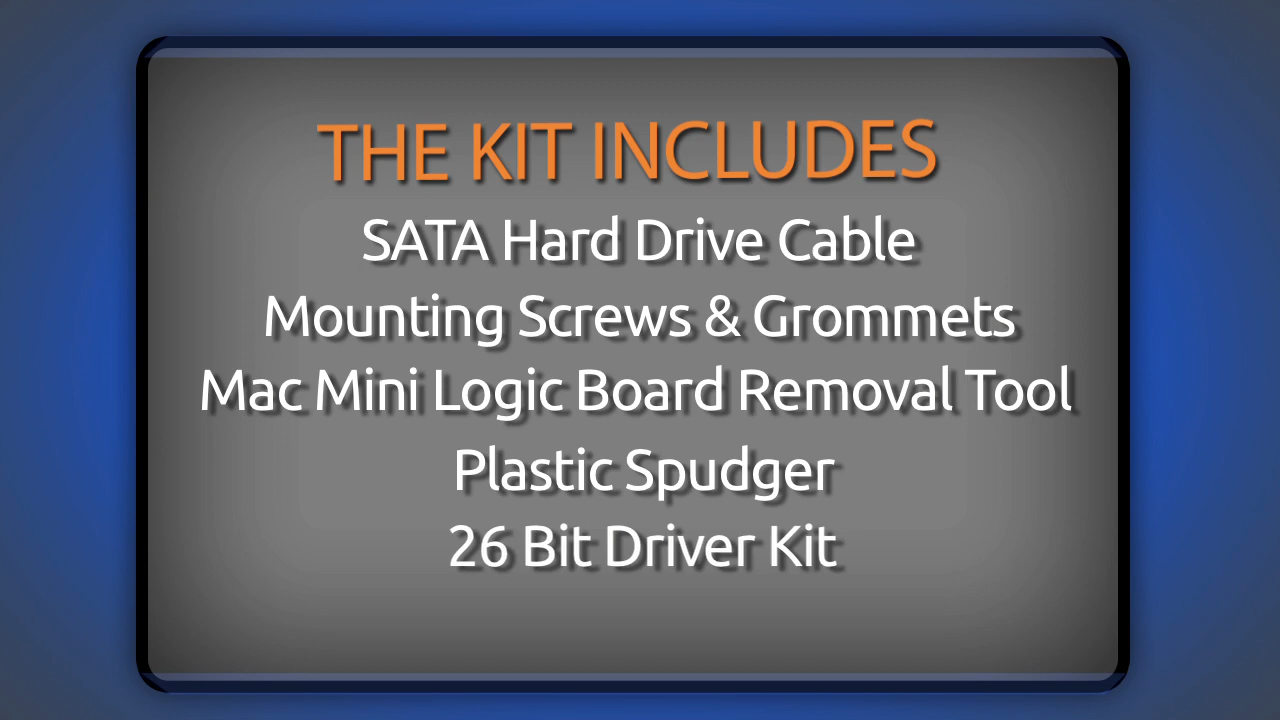 THE KIT INCLUDES
SATA Hard Drive Cable
Mounting Screws & Grommets
Mac Mini Logic Board Removal Tool
Plastic Spudger
26 Bit Driver Kit